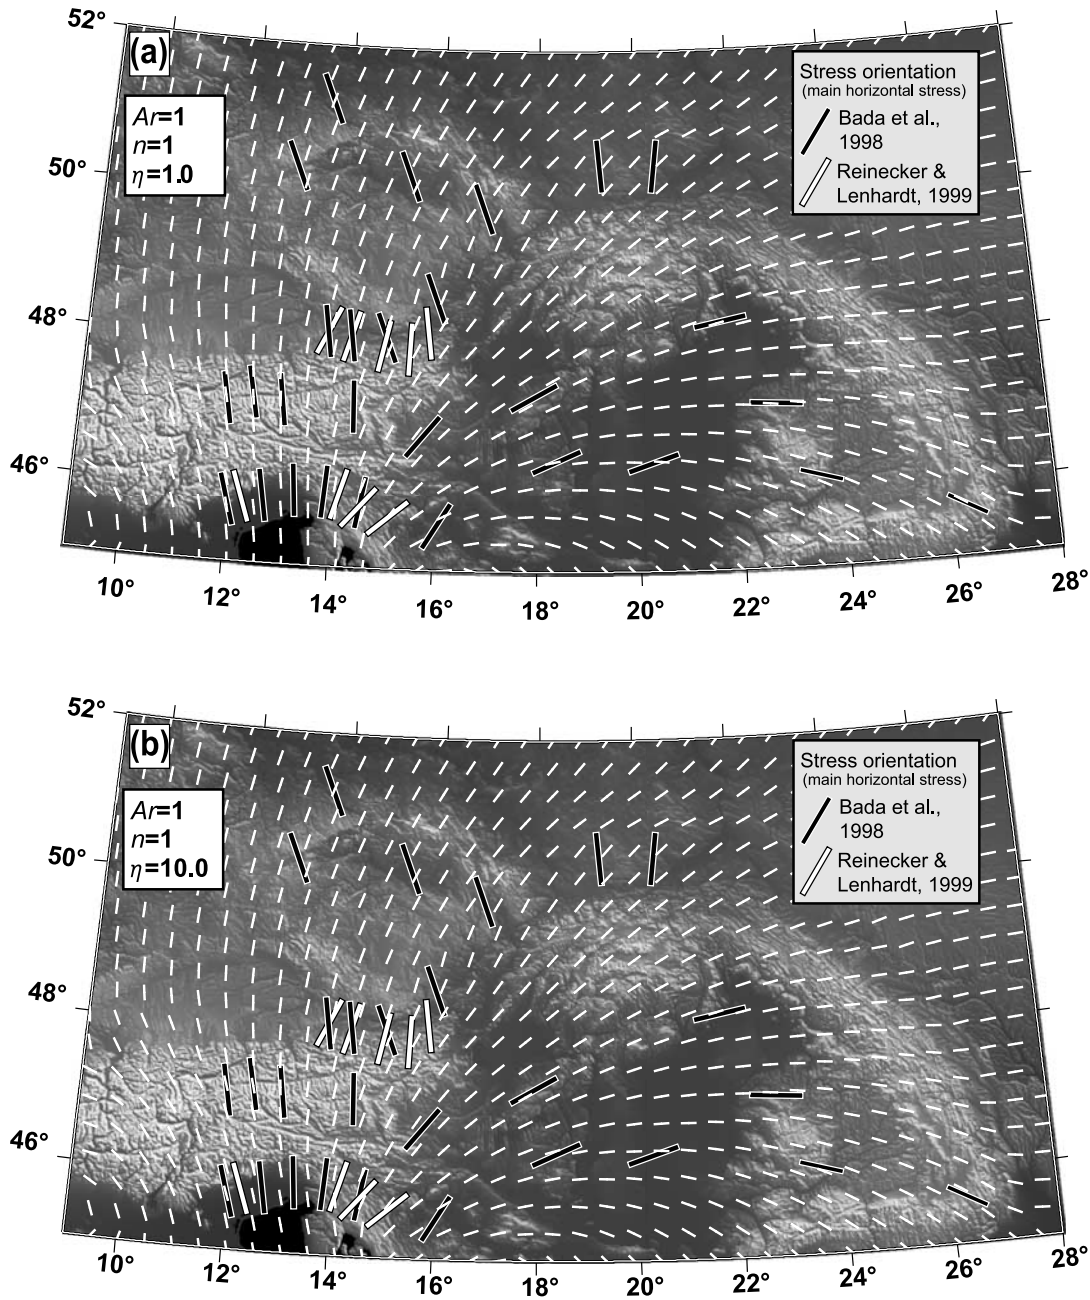 52°
(a)
Ar=1
n=1
η=1.0
Stress orientation
(main horizontal stress)
Bada et al.,
1998
Reinecker &
Lenhardt, 1999
50°
48°
46°
10° 12° 14° 16° 18° 20° 22° 24° 26° 28°
52°
(b)
Ar=1
n=1
η=10.0
Stress orientation
(main horizontal stress)
Bada et al.,
1998
Reinecker &
Lenhardt, 1999
50°
48°
46°
10° 12° 14° 16° 18° 20° 22° 24° 26° 28°